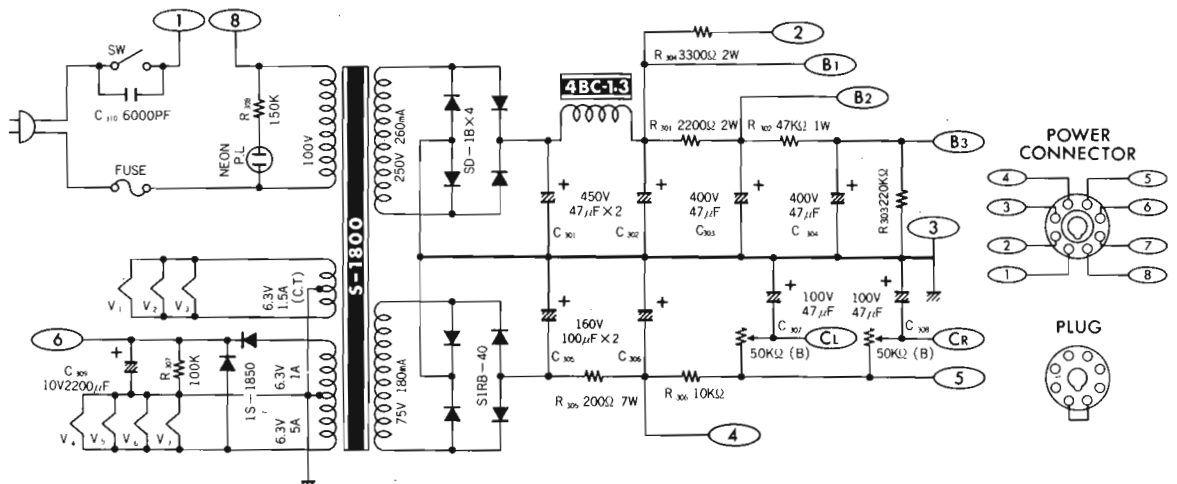 1
8
2
SW
R304 3300Ω 2W
B1
4BC-1.3
C310 6000PF
B2
R309
150K
R301 2200Ω 2W
R302 47KΩ 1W
B3
POWER
CONNECTOR
NEON
P.L
100V
250V 260mA
SD-1B×4
FUSE
4
5
3
6
2
7
1
8
450V
47μF×2
C301
C302
400V
47μF
C303
400V
47μF
C304
R303220KΩ
3
S-1800
V1
V2
V3
6.3V
1.5A
(C.T)
160V
100μF×2
C305
C306
100V
47μF
C307
100V
47μF
C308
PLUG
6
CL
CR
50KΩ (B)
50KΩ (B)
C309
10V2200μF
R307
100K
1S-1850
6.3V
1A
6.3V
5A
75V 180mA
S1RB-40
R305 200Ω 7W
R306 10KΩ
5
V4
V5
V6
V7
4